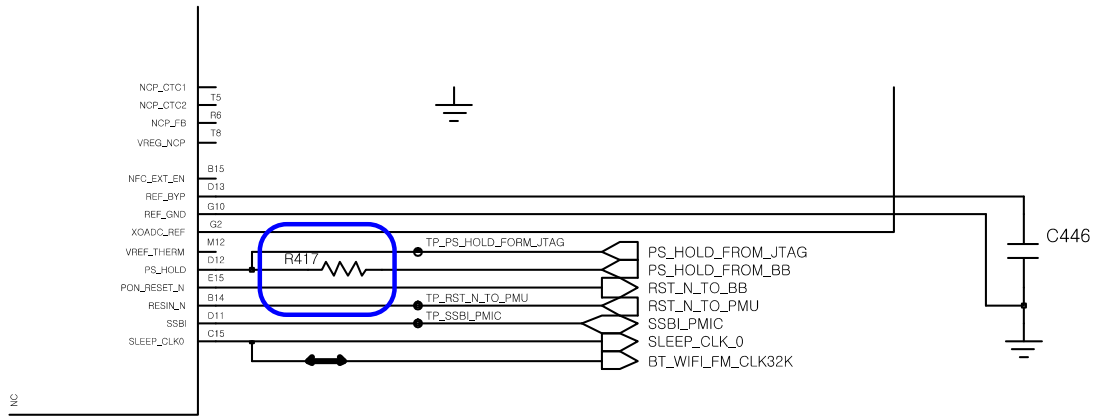 NCP_CTC1
T5
NCP_CTC2
R6
NCP_FB
T8
VREG_NCP
B15
NFC_EXT_EN
D13
REF_BYP
G10
REF_GND
G2
XOADC_REF
M12
VREF_THERM
D12
PS_HOLD
E15
PON_RESET_N
B14
RESIN_N
D11
SSBI
C15
SLEEP_CLK0
NC
R417
TP_PS_HOLD_FORM_JTAG
TP_RST_N_TO_PMU
TP_SSBI_PMIC
PS_HOLD_FROM_JTAG
PS_HOLD_FROM_BB
RST_N_TO_BB
RST_N_TO_PMU
SSBI_PMIC
SLEEP_CLK_0
BT_WIFI_FM_CLK32K
C446